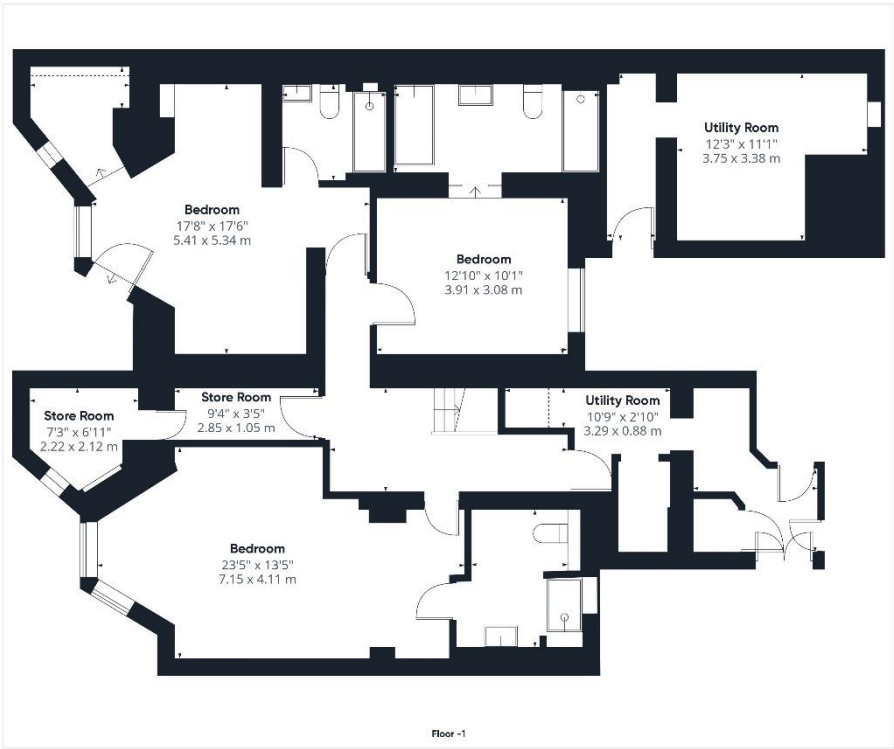 Utility Room
12'3" x 11'1"
3.75 x 3.38 m
Bedroom
17'8" x 17'6"
5.41 x 5.34 m
Bedroom
12'10" x 10'1"
3.91 x 3.08 m
Store Room
9'4" x 3'5"
2.85 x 1.05 m
Utility Room
10'9" x 2'10"
3.29 x 0.88 m
Store Room
7'3" x 6'11"
2.22 x 2.12 m
Bedroom
23'5" x 13'5"
7.15 x 4.11 m
Floor -1